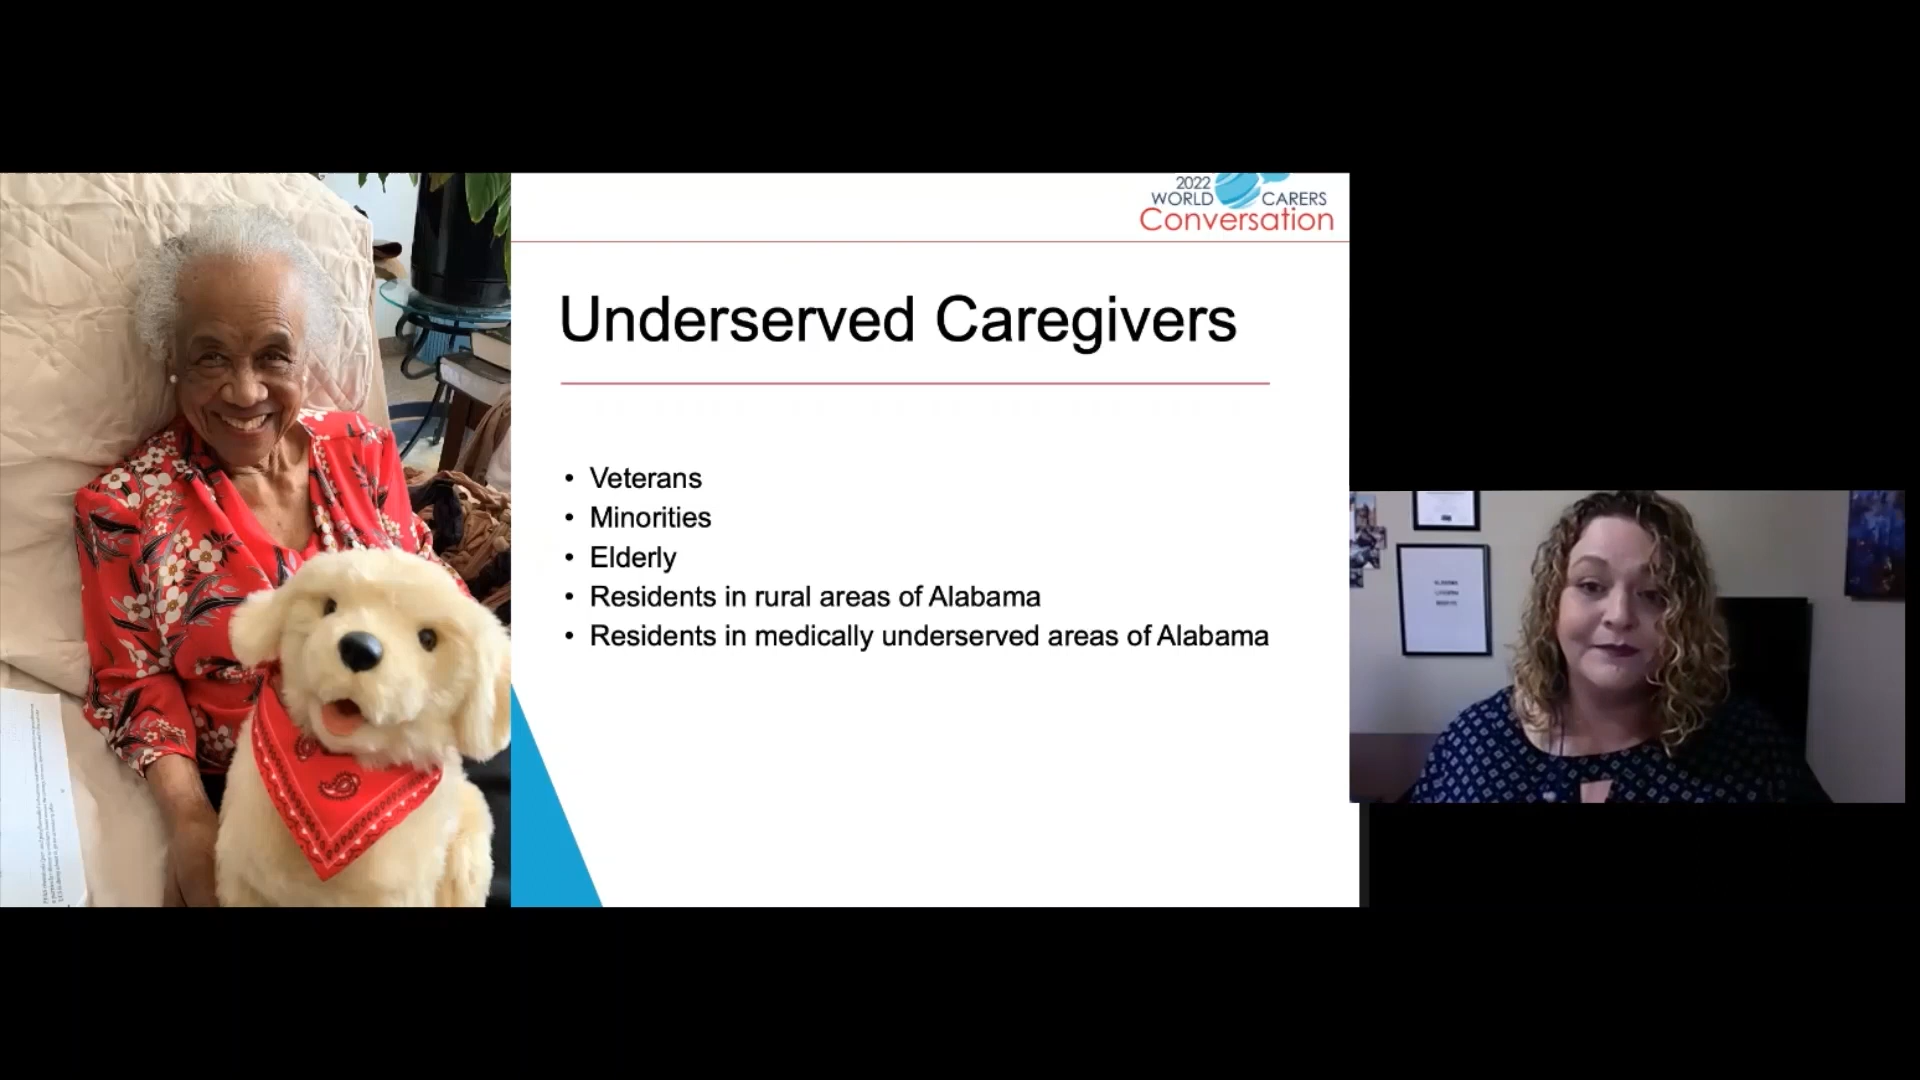 2022
WORLD CARERS
Conversation
Underserved Caregivers
• Veterans
• Minorities
• Elderly
• Residents in rural areas of Alabama
• Residents in medically underserved areas of Alabama